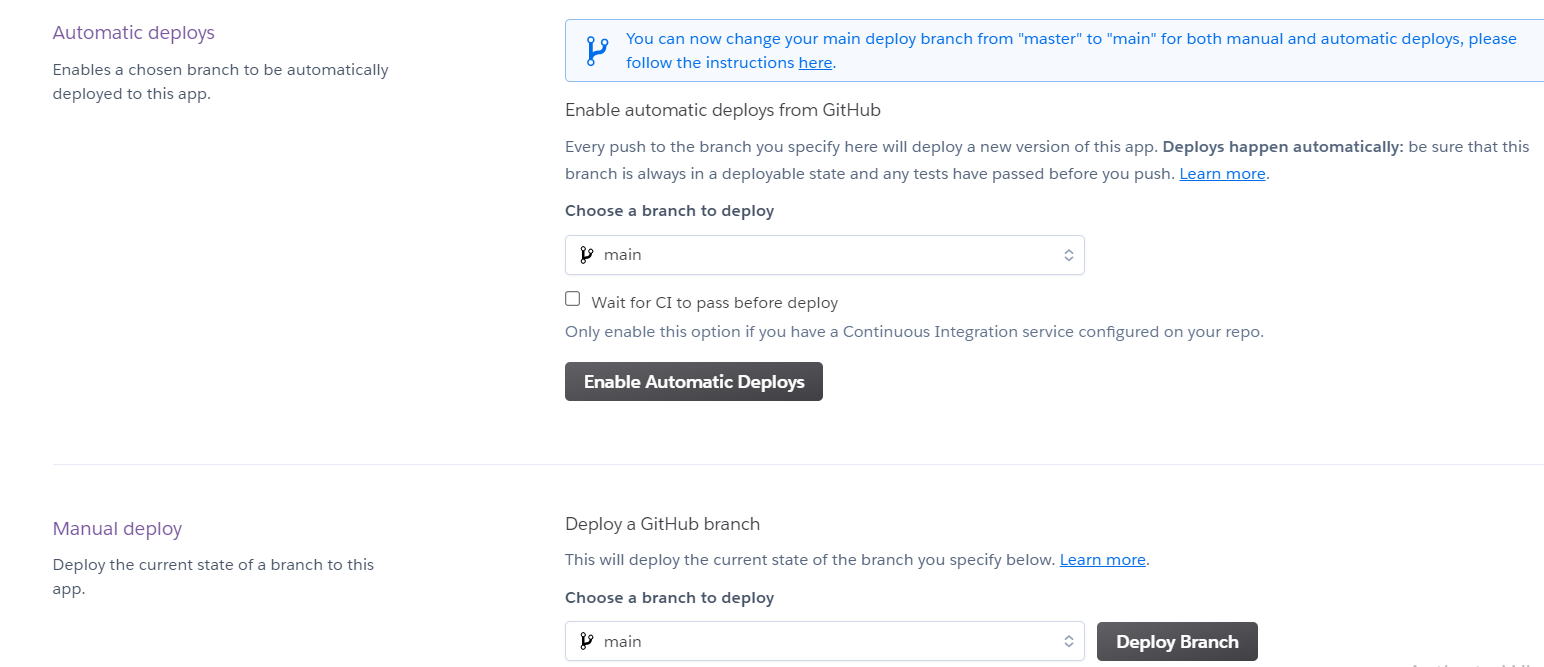 Automatic deploys
Enables a chosen branch to be automatically
deployed to this app.
You can now change your main deploy branch from "master" to "main" for both manual and automatic deploys, please
follow the instructions here.
Enable automatic deploys from GitHub
Every push to the branch you specify here will deploy a new version of this app. Deploys happen automatically: be sure that this
branch is always in a deployable state and any tests have passed before you push. Learn more.
Choose a branch to deploy
main
Wait for CI to pass before deploy
Only enable this option if you have a Continuous Integration service configured on your repo.
Enable Automatic Deploys
Manual deploy
Deploy the current state of a branch to this
app.
Deploy a GitHub branch
This will deploy the current state of the branch you specify below. Learn more.
Choose a branch to deploy
main
Deploy Branch